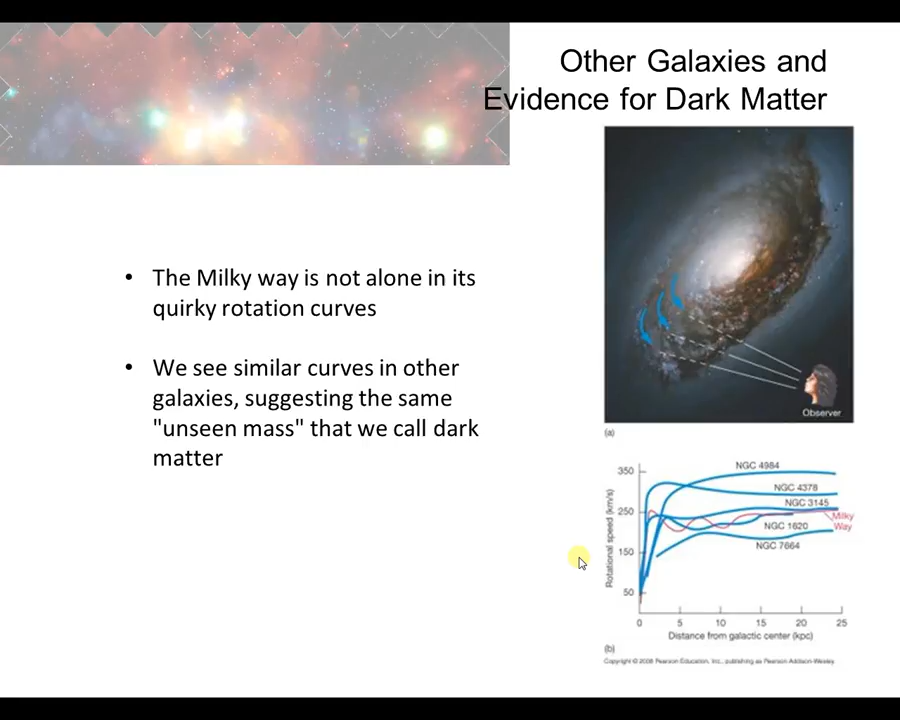 Other Galaxies and
Evidence for Dark Matter
• The Milky way is not alone in its
quirky rotation curves
• We see similar curves in other
galaxies, suggesting the same
"unseen mass" that we call dark
matter
Observer
(a)
350
250
150
50
Rotational speed (km/s)
NGC 4984
NGC 4378
NGC 3145
Milky
Way
NGC 1620
NGC 7664
0 5 10 15 20 25
Distance from galactic center (kpc)
(b)
Copyright © 2008 Pearson Education, Inc., publishing as Pearson Addison-Wesley.